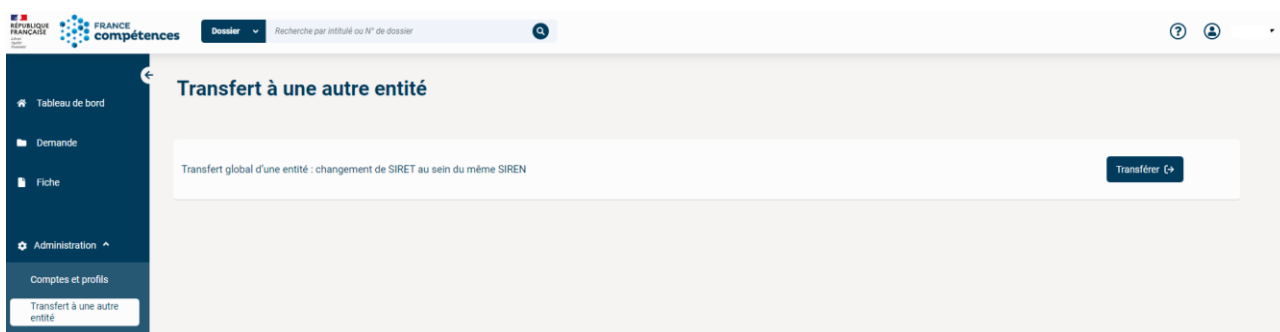 RÉPUBLIQUE
FRANÇAISE
FRANCE
compétences
Dossier
Recherche par intitulé ou N° de dossier
?
Transfert à une autre entité
Tableau de bord
Demande
Fiche
Transfert global d'une entité : changement de SIRET au sein du même SIREN
Transférer
Administration
Comptes et profils
Transfert à une autre
entité